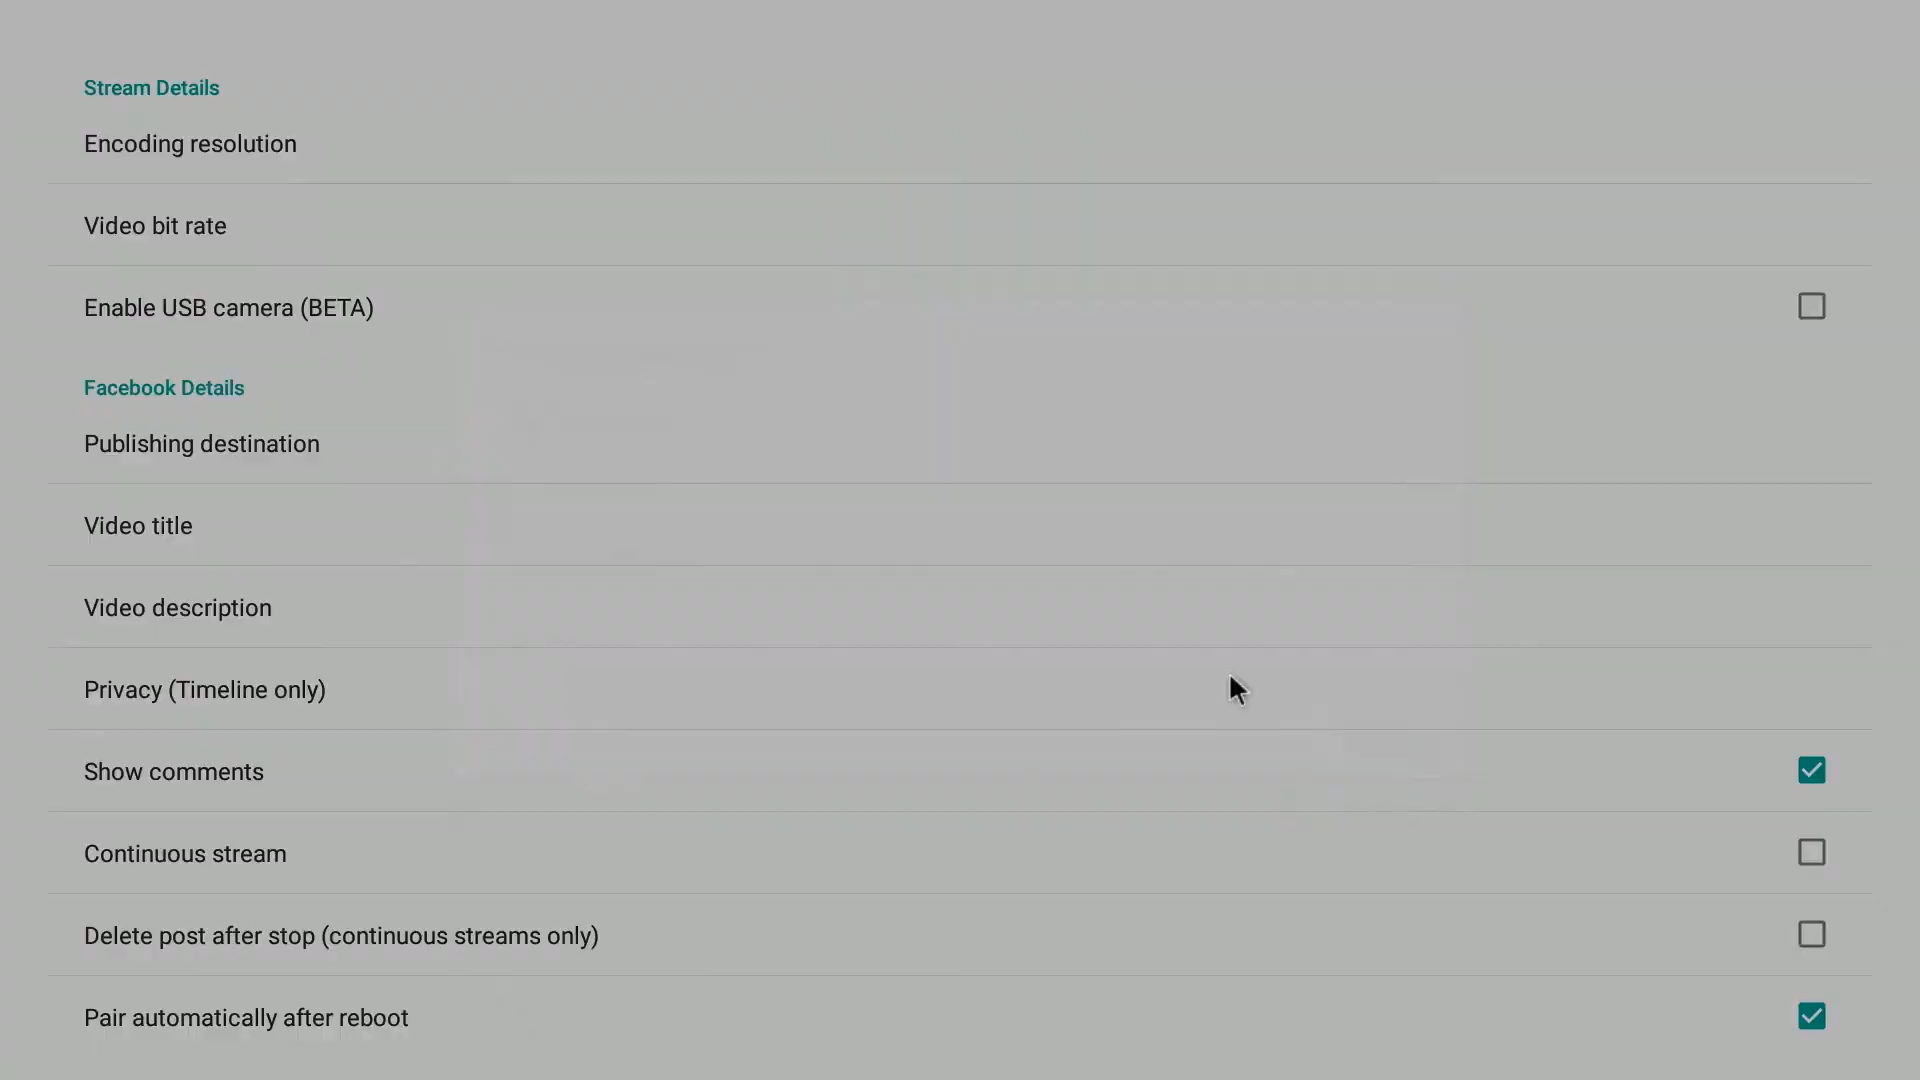 Stream Details
Encoding resolution
Video bit rate
Enable USB camera (BETA)
Facebook Details
Publishing destination
Video title
Video description
Privacy (Timeline only)
Show comments
Continuous stream
Delete post after stop (continuous streams only)
Pair automatically after reboot